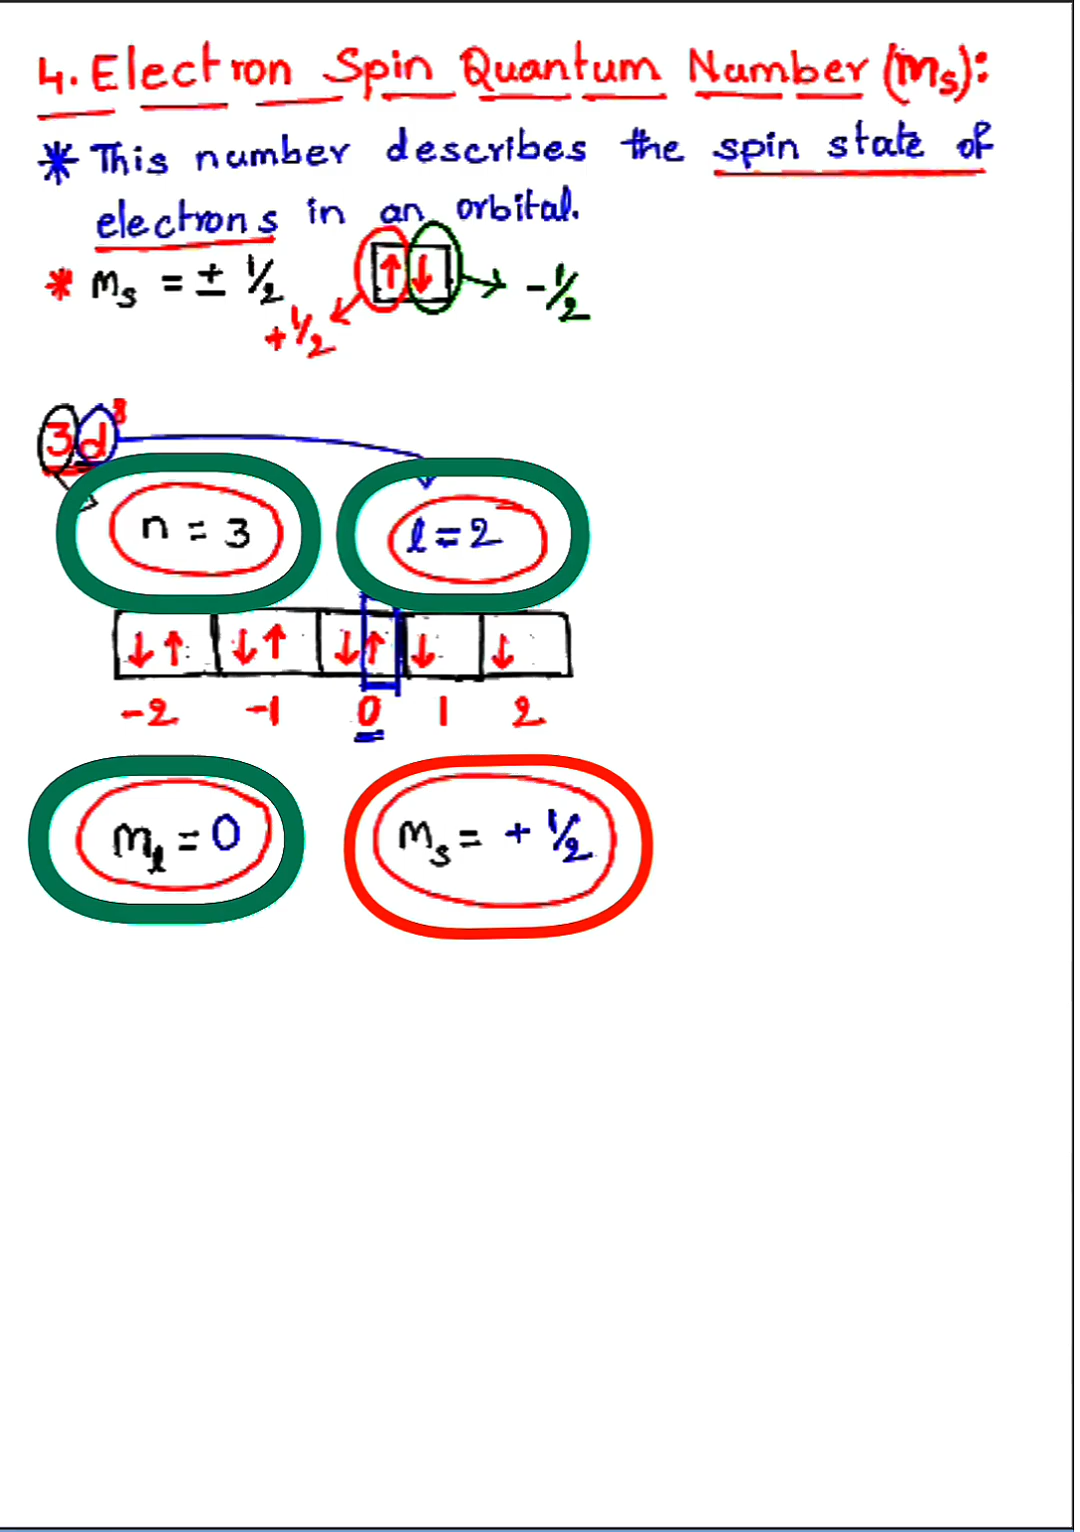 4. Electron Spin Quantum Number (ms):
* This number describes the spin state of
electrons in an orbital.
* ms = ± 1/2 ↑↓ → -1/2
+1/2
3d⁸
n = 3 l = 2
↓↑ ↓↑ ↓↑ ↓ ↓
-2 -1 0 1 2
ml = 0 ms = + 1/2